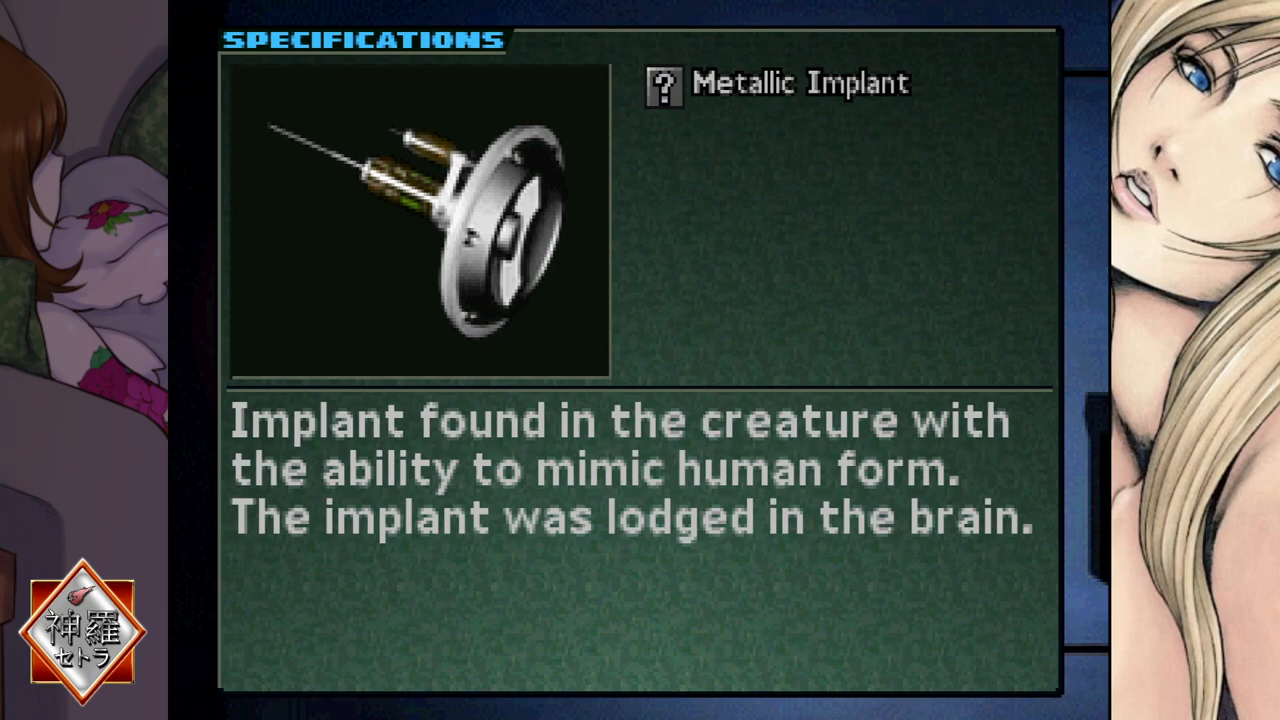 SPECIFICATIONS
? Metallic Implant
Implant found in the creature with
the ability to mimic human form.
The implant was lodged in the brain.
神羅
セトラ